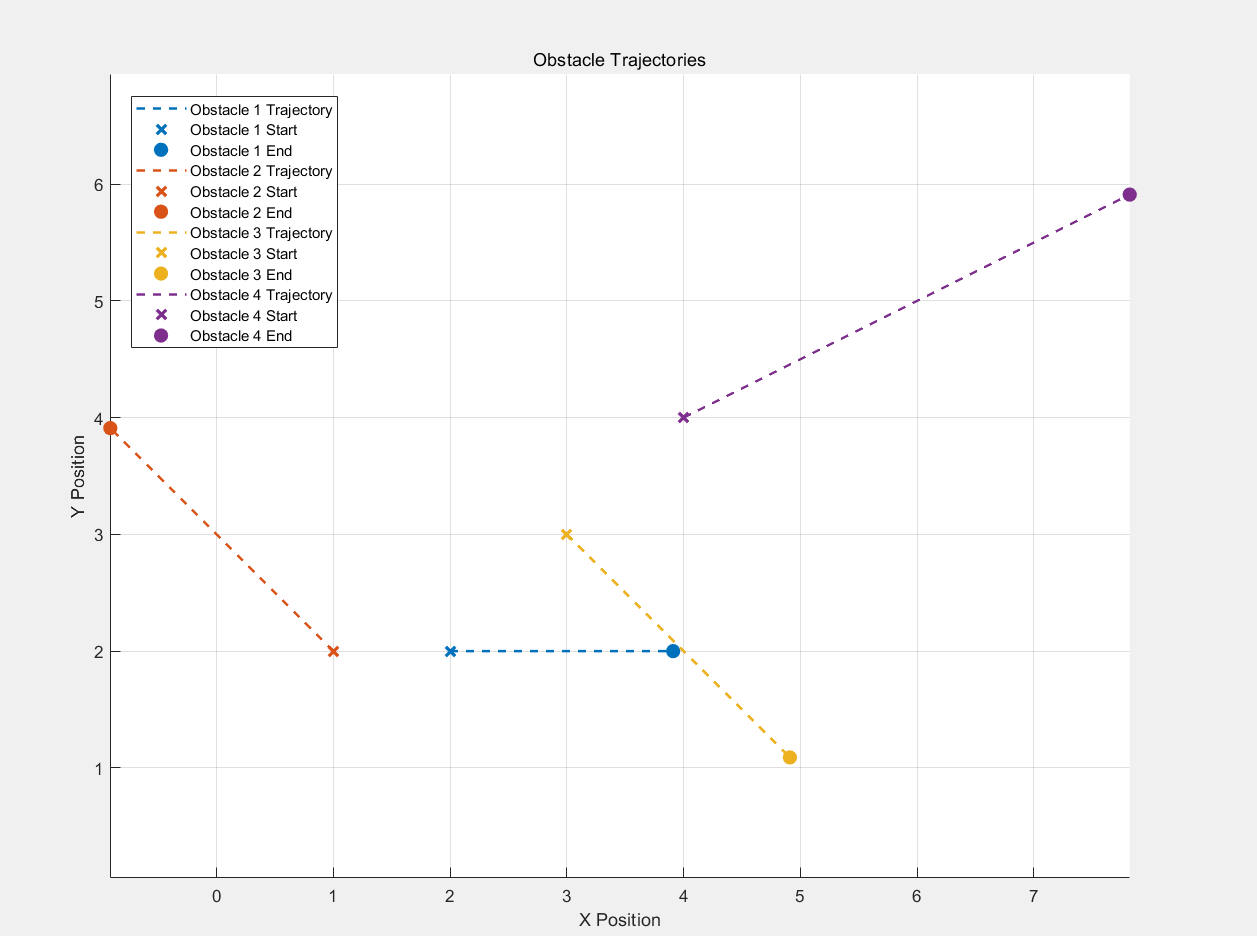 Obstacle Trajectories
Obstacle 1 Trajectory
Obstacle 1 Start
Obstacle 1 End
Obstacle 2 Trajectory
Obstacle 2 Start
Obstacle 2 End
Obstacle 3 Trajectory
Obstacle 3 Start
Obstacle 3 End
Obstacle 4 Trajectory
Obstacle 4 Start
Obstacle 4 End
Y Position
6
5
4
3
2
1
0 1 2 3 4 5 6 7
X Position